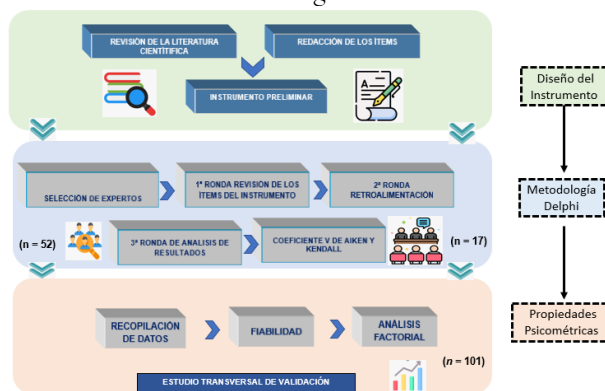 REVISIÓN DE LA LITERATURA
CIENTÍTIFICA
REDACCIÓN DE LOS ÍTEMS
INSTRUMENTO PRELIMINAR
Diseño del
Instrumento
SELECCIÓN DE EXPERTOS
1ª RONDA REVISIÓN DE LOS
ÍTEMS DEL INSTRUMENTO
2ª RONDA
RETROALIMENTACIÓN
Metodología
Delphi
(n = 52)
3ª RONDA DE ANALISIS DE
RESULTADOS
COEFICIENTE V DE AIKEN Y
KENDALL
(n = 17)
RECOPILACIÓN
DE DATOS
FIABILIDAD
ANÁLISIS
FACTORIAL
Propiedades
Psicométricas
(n = 101)
ESTUDIO TRANSVERSAL DE VALIDACIÓN